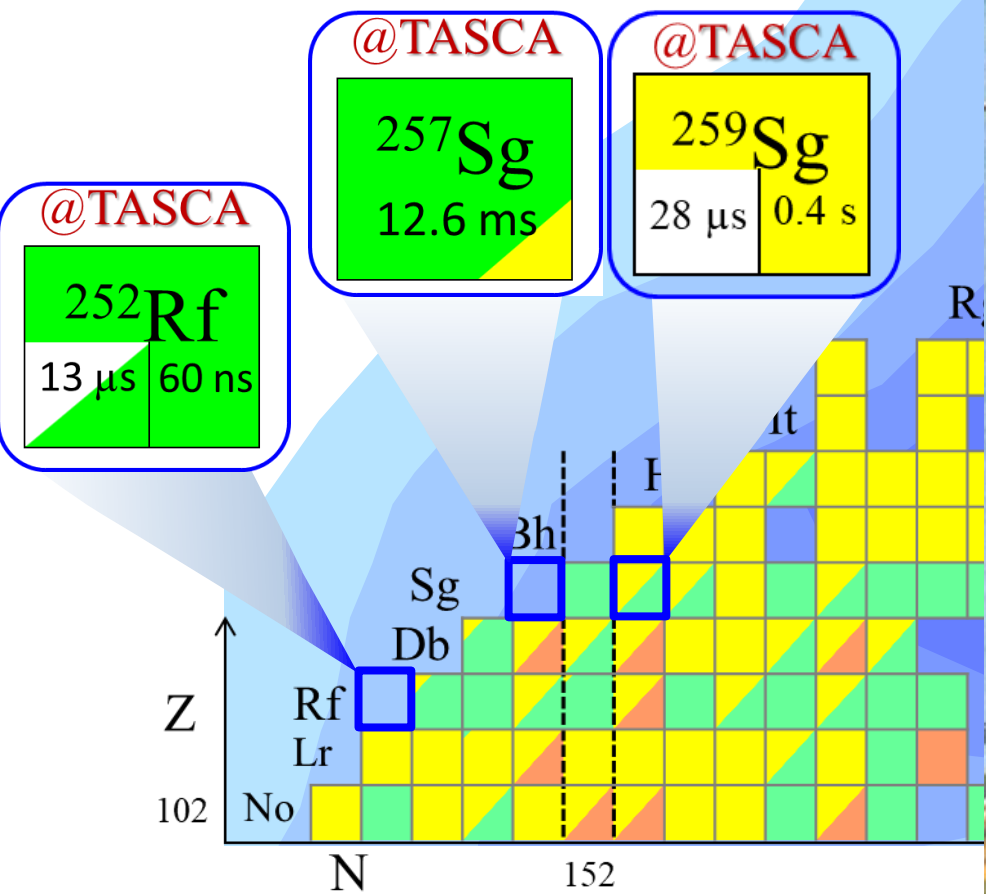 @TASCA
257Sg
12.6 ms
@TASCA
259Sg
28 µs
0.4 s
@TASCA
252Rf
13 µs
60 ns
Bh
Sg
Db
Rf
Lr
No
Z
102
N
152